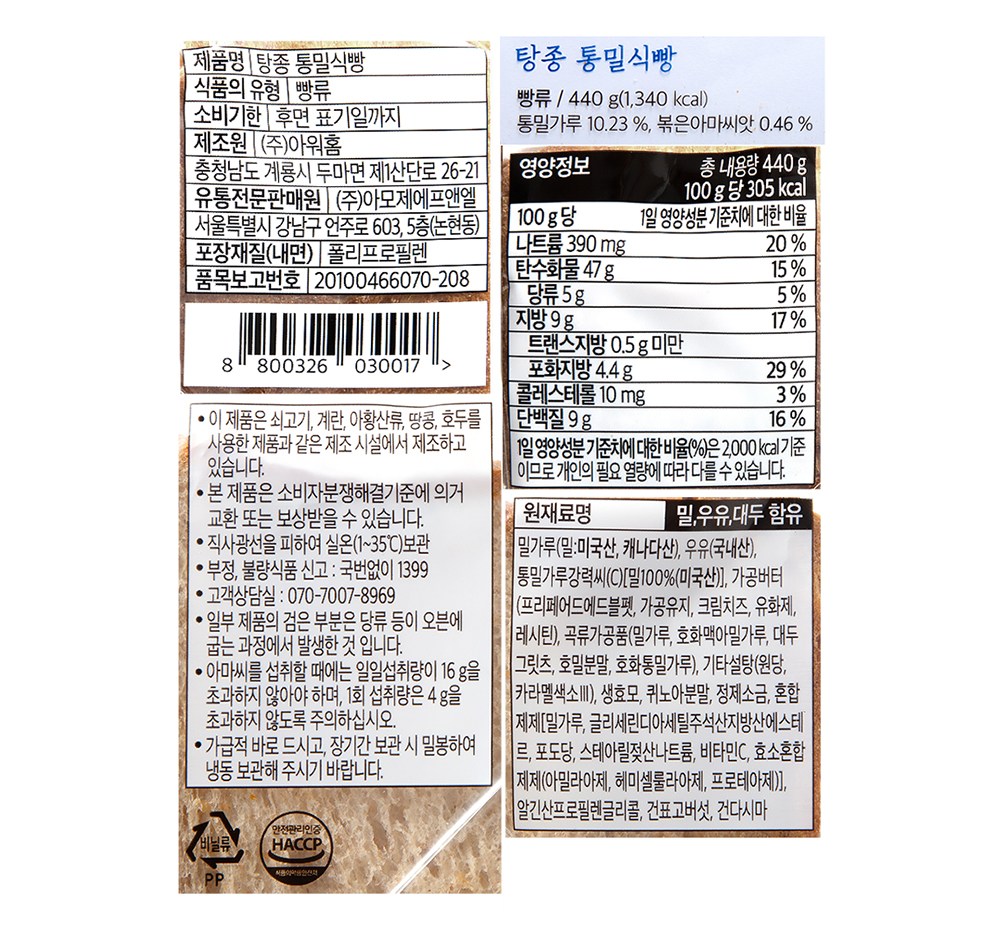 제품명 탕종 통밀식빵
식품의 유형 빵류
소비기한 후면 표기일까지
제조원 (주)아워홈
충청남도 계룡시 두마면 제1산단로 26-21
유통전문판매원 (주)아모제에프앤엘
서울특별시 강남구 언주로 603, 5층(논현동)
포장재질(내면) 폴리프로필렌
품목보고번호 20100466070-208
8 800326 030017 >
• 이 제품은 쇠고기, 계란, 아황산류, 땅콩, 호두를
사용한 제품과 같은 제조 시설에서 제조하고
있습니다.
• 본 제품은 소비자분쟁해결기준에 의거
교환 또는 보상받을 수 있습니다.
• 직사광선을 피하여 실온(1~35℃)보관
• 부정, 불량식품 신고 : 국번없이 1399
• 고객상담실 : 070-7007-8969
• 일부 제품의 검은 부분은 당류 등이 오븐에
굽는 과정에서 발생한 것 입니다.
• 아마씨를 섭취할 때에는 일일섭취량이 16 g을
초과하지 않아야 하며, 1회 섭취량은 4 g을
초과하지 않도록 주의하십시오.
• 가급적 바로 드시고, 장기간 보관 시 밀봉하여
냉동 보관해 주시기 바랍니다.
비닐류
PP
안전관리인증
HACCP
식품의약품안전처
탕종 통밀식빵
빵류 / 440 g(1,340 kcal)
통밀가루 10.23 %, 볶은아마씨앗 0.46 %
영양정보 총 내용량 440 g
100 g 당 305 kcal
100 g 당 1일 영양성분 기준치에 대한 비율
나트륨 390 mg 20 %
탄수화물 47 g 15 %
당류 5 g 5 %
지방 9 g 17 %
트랜스지방 0.5 g 미만
포화지방 4.4 g 29 %
콜레스테롤 10 mg 3 %
단백질 9 g 16 %
1일 영양성분 기준치에 대한 비율(%)은 2,000 kcal 기준
이므로 개인의 필요 열량에 따라 다를 수 있습니다.
원재료명 밀,우유,대두 함유
밀가루(밀:미국산, 캐나다산), 우유(국내산),
통밀가루강력씨(C)[밀100%(미국산)], 가공버터
(프리페어드에드블펫, 가공유지, 크림치즈, 유화제,
레시틴), 곡류가공품(밀가루, 호화맥아밀가루, 대두
그릿츠, 호밀분말, 호화통밀가루), 기타설탕(원당,
카라멜색소III), 생효모, 퀴노아분말, 정제소금, 혼합
제제[밀가루, 글리세린디아세틸주석산지방산에스테
르, 포도당, 스테아릴젖산나트륨, 비타민C, 효소혼합
제제(아밀라아제, 헤미셀룰라아제, 프로테아제)],
알긴산프로필렌글리콜, 건표고버섯, 건다시마